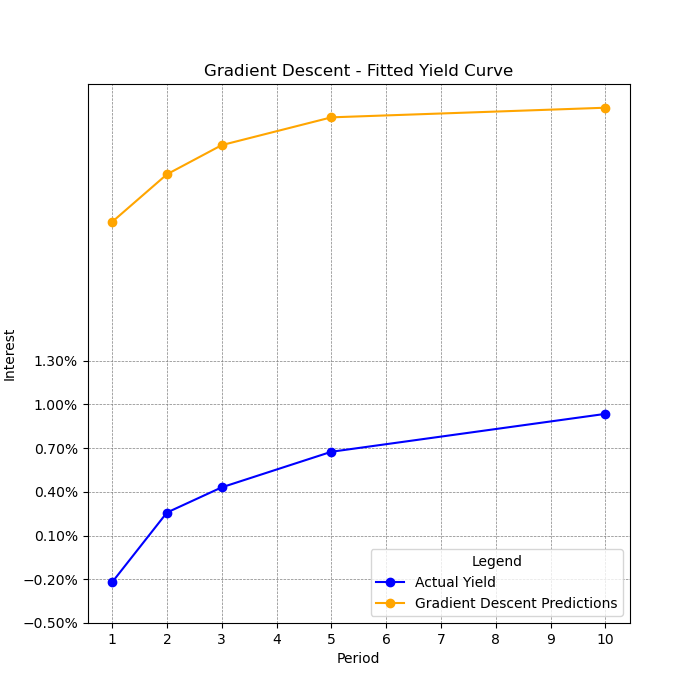 Gradient Descent - Fitted Yield Curve
Interest
1.30%
1.00%
0.70%
0.40%
0.10%
−0.20%
−0.50%
Legend
Actual Yield
Gradient Descent Predictions
1 2 3 4 5 6 7 8 9 10
Period